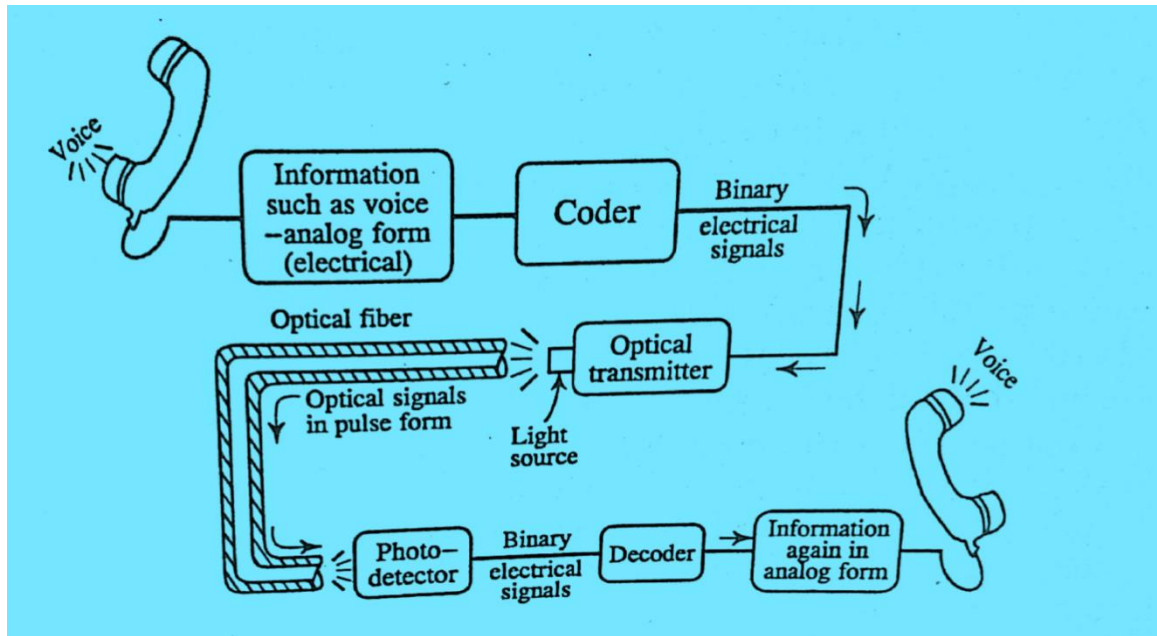 Voice
Information
such as voice
–analog form
(electrical)
Coder
Binary
electrical
signals
Optical fiber
Optical
transmitter
Optical signals
in pulse form
Light
source
Voice
Photo–
detector
Binary
electrical
signals
Decoder
Information
again in
analog form